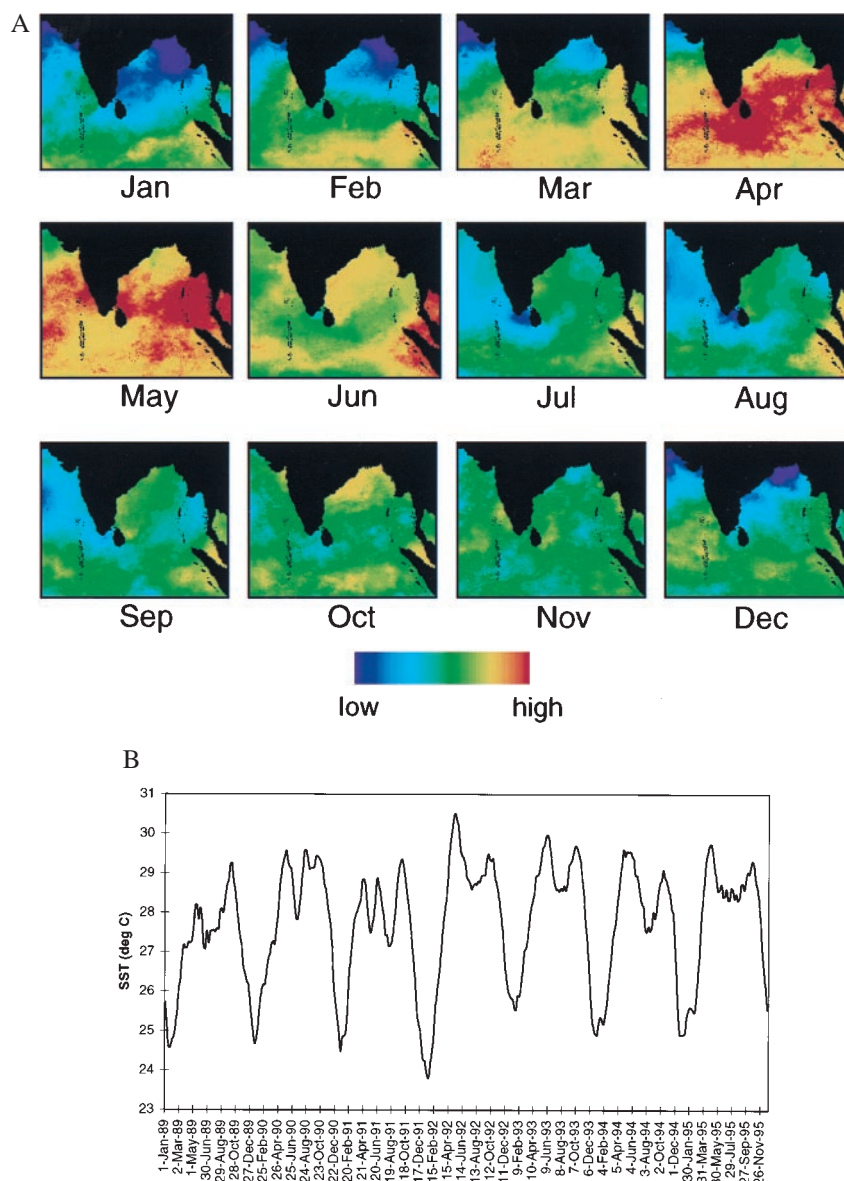 A
Jan Feb Mar Apr
May Jun Jul Aug
Sep Oct Nov Dec
low high
B
31
30
29
28
27
26
25
24
23
SST (deg C)
1-Jan-89
2-Mar-89
1-May-89
30-Jun-89
29-Aug-89
28-Oct-89
27-Dec-89
25-Feb-90
26-Apr-90
25-Jun-90
24-Aug-90
23-Oct-90
22-Dec-90
20-Feb-91
21-Apr-91
20-Jun-91
19-Aug-91
18-Oct-91
17-Dec-91
15-Feb-92
15-Apr-92
14-Jun-92
13-Aug-92
12-Oct-92
11-Dec-92
9-Feb-93
10-Apr-93
9-Jun-93
8-Aug-93
7-Oct-93
6-Dec-93
4-Feb-94
5-Apr-94
4-Jun-94
3-Aug-94
2-Oct-94
1-Dec-94
30-Jan-95
31-Mar-95
30-May-95
29-Jul-95
27-Sep-95
26-Nov-95